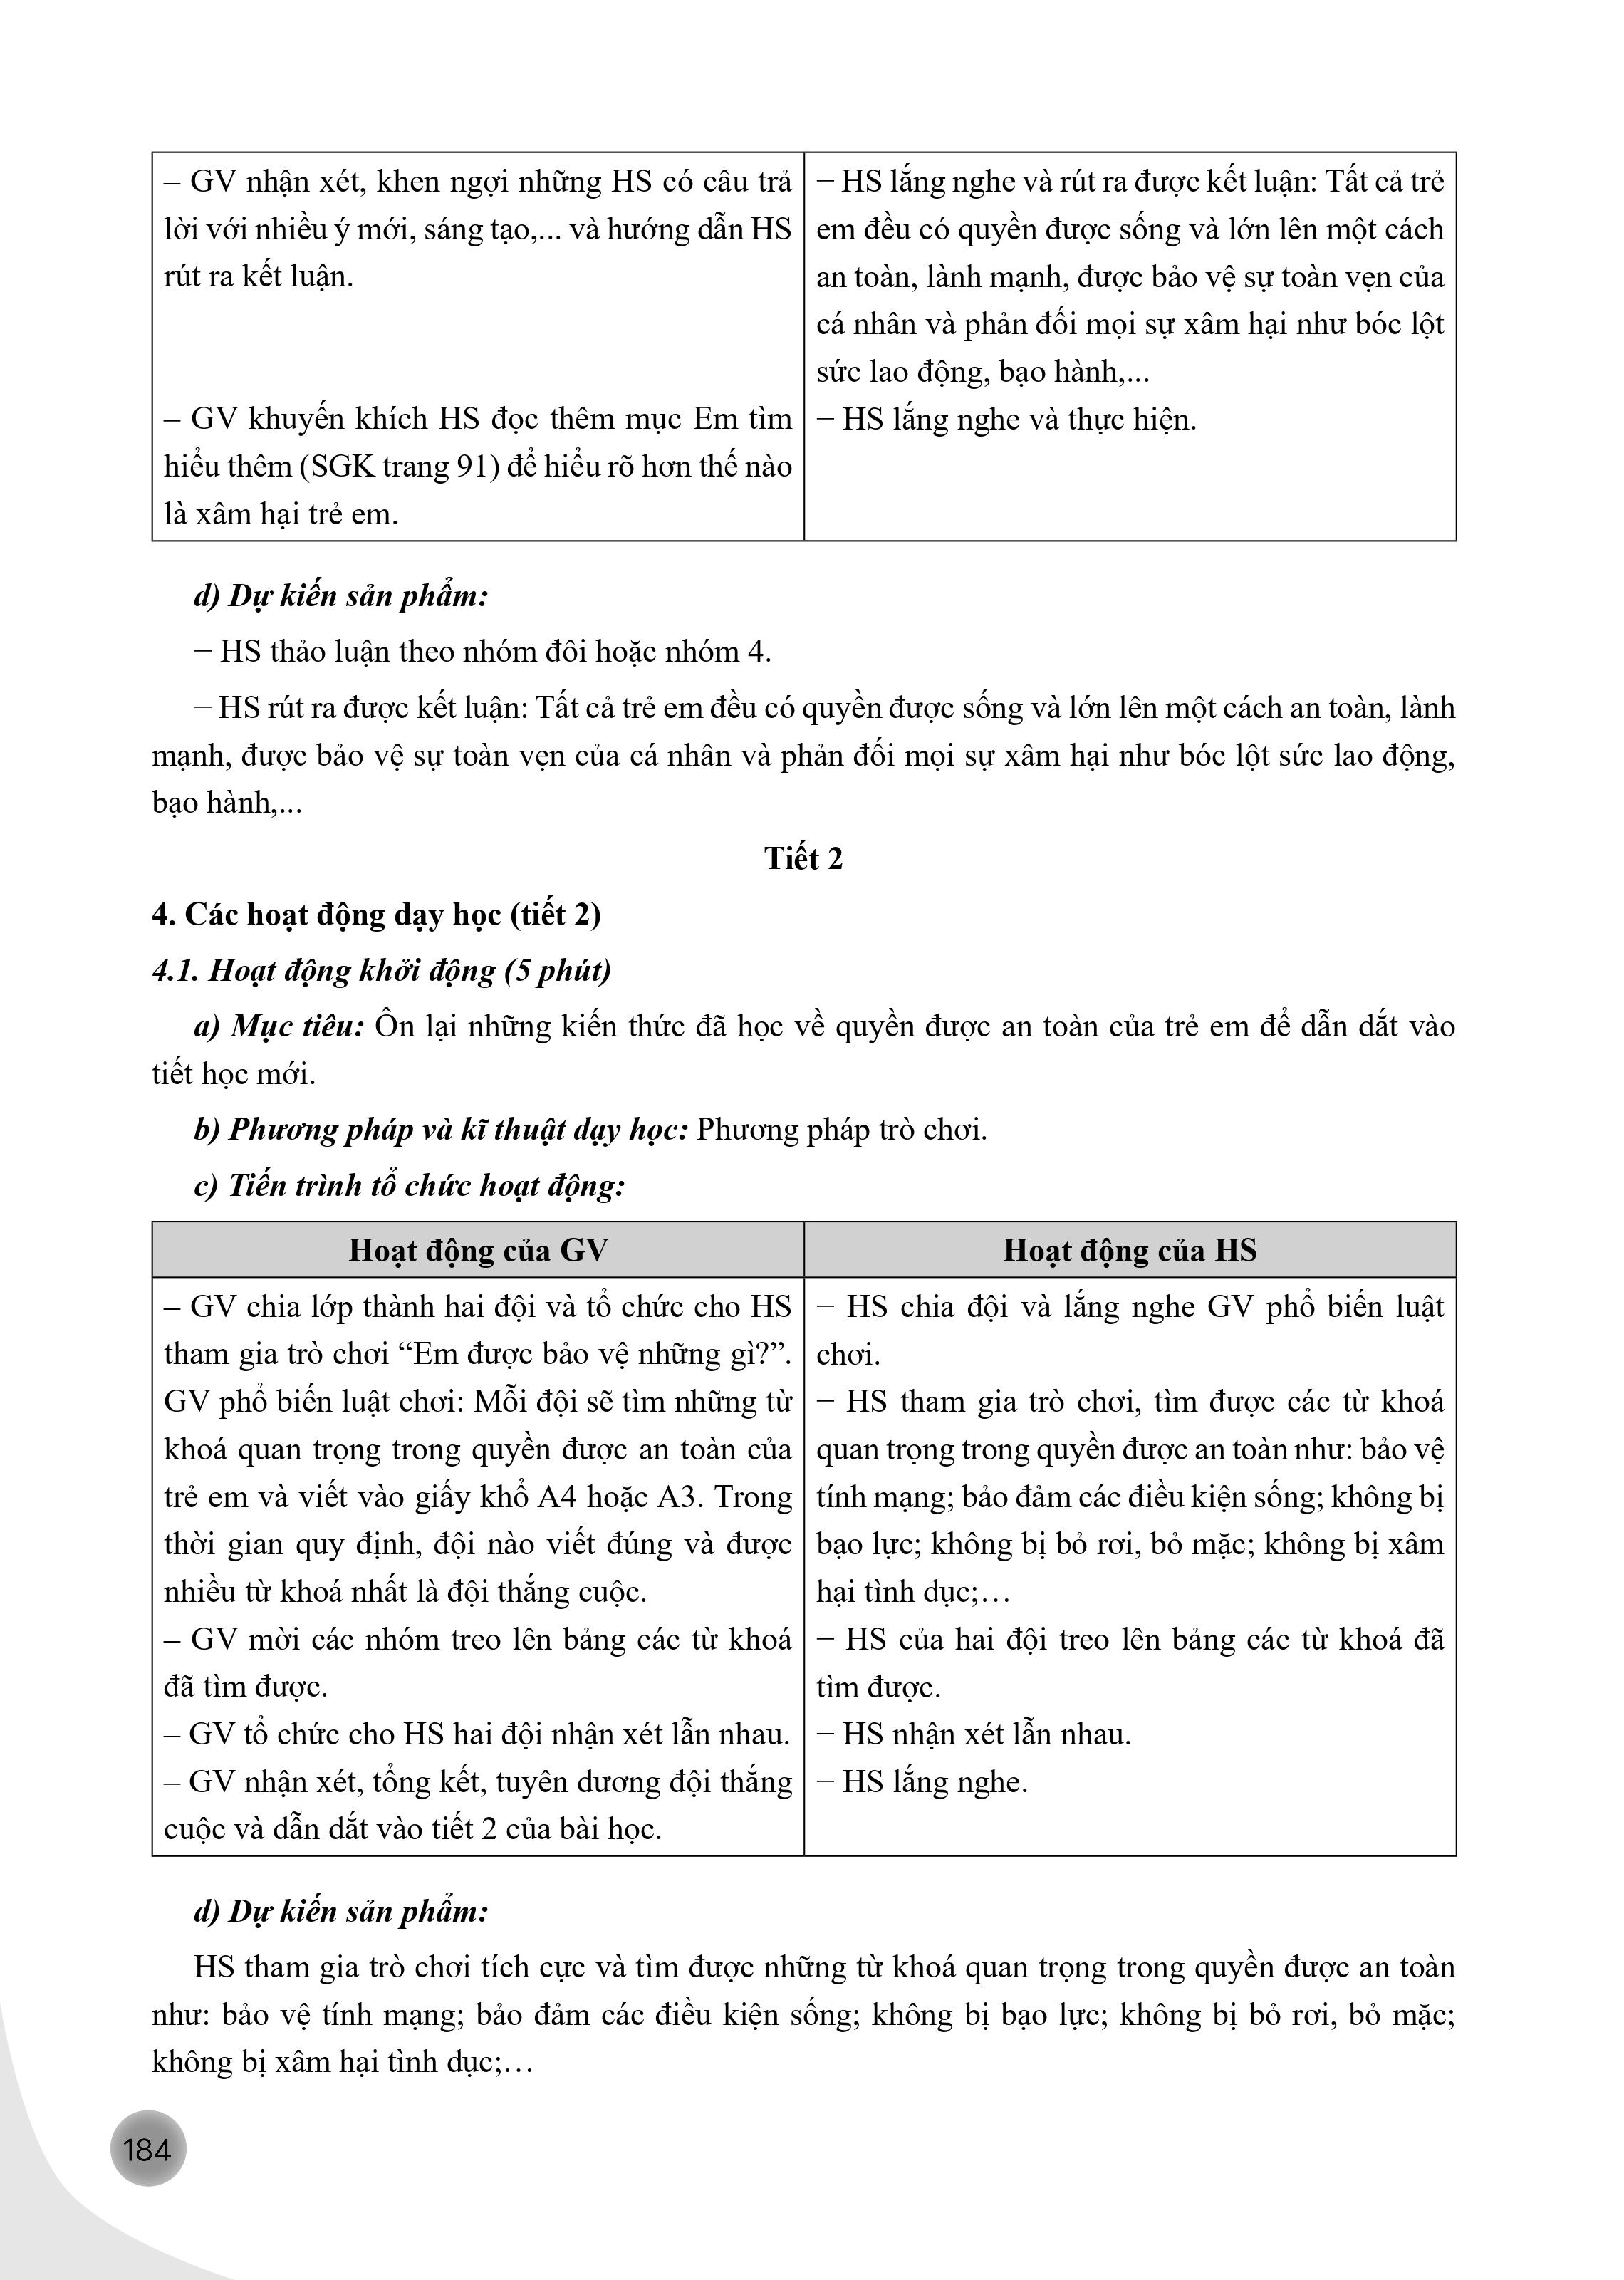 – GV nhận xét, khen ngợi những HS có câu trả
lời với nhiều ý mới, sáng tạo,... và hướng dẫn HS
rút ra kết luận.
– GV khuyến khích HS đọc thêm mục Em tìm
hiểu thêm (SGK trang 91) để hiểu rõ hơn thế nào
là xâm hại trẻ em.
− HS lắng nghe và rút ra được kết luận: Tất cả trẻ
em đều có quyền được sống và lớn lên một cách
an toàn, lành mạnh, được bảo vệ sự toàn vẹn của
cá nhân và phản đối mọi sự xâm hại như bóc lột
sức lao động, bạo hành,...
− HS lắng nghe và thực hiện.
d) Dự kiến sản phẩm:
− HS thảo luận theo nhóm đôi hoặc nhóm 4.
− HS rút ra được kết luận: Tất cả trẻ em đều có quyền được sống và lớn lên một cách an toàn, lành
mạnh, được bảo vệ sự toàn vẹn của cá nhân và phản đối mọi sự xâm hại như bóc lột sức lao động,
bạo hành,...
Tiết 2
4. Các hoạt động dạy học (tiết 2)
4.1. Hoạt động khởi động (5 phút)
a) Mục tiêu: Ôn lại những kiến thức đã học về quyền được an toàn của trẻ em để dẫn dắt vào
tiết học mới.
b) Phương pháp và kĩ thuật dạy học: Phương pháp trò chơi.
c) Tiến trình tổ chức hoạt động:
Hoạt động của GV
Hoạt động của HS
– GV chia lớp thành hai đội và tổ chức cho HS
tham gia trò chơi “Em được bảo vệ những gì?”.
GV phổ biến luật chơi: Mỗi đội sẽ tìm những từ
khoá quan trọng trong quyền được an toàn của
trẻ em và viết vào giấy khổ A4 hoặc A3. Trong
thời gian quy định, đội nào viết đúng và được
nhiều từ khoá nhất là đội thắng cuộc.
– GV mời các nhóm treo lên bảng các từ khoá
đã tìm được.
– GV tổ chức cho HS hai đội nhận xét lẫn nhau.
– GV nhận xét, tổng kết, tuyên dương đội thắng
cuộc và dẫn dắt vào tiết 2 của bài học.
− HS chia đội và lắng nghe GV phổ biến luật
chơi.
− HS tham gia trò chơi, tìm được các từ khoá
quan trọng trong quyền được an toàn như: bảo vệ
tính mạng; bảo đảm các điều kiện sống; không bị
bạo lực; không bị bỏ rơi, bỏ mặc; không bị xâm
hại tình dục;…
− HS của hai đội treo lên bảng các từ khoá đã
tìm được.
− HS nhận xét lẫn nhau.
− HS lắng nghe.
d) Dự kiến sản phẩm:
HS tham gia trò chơi tích cực và tìm được những từ khoá quan trọng trong quyền được an toàn
như: bảo vệ tính mạng; bảo đảm các điều kiện sống; không bị bạo lực; không bị bỏ rơi, bỏ mặc;
không bị xâm hại tình dục;…
184